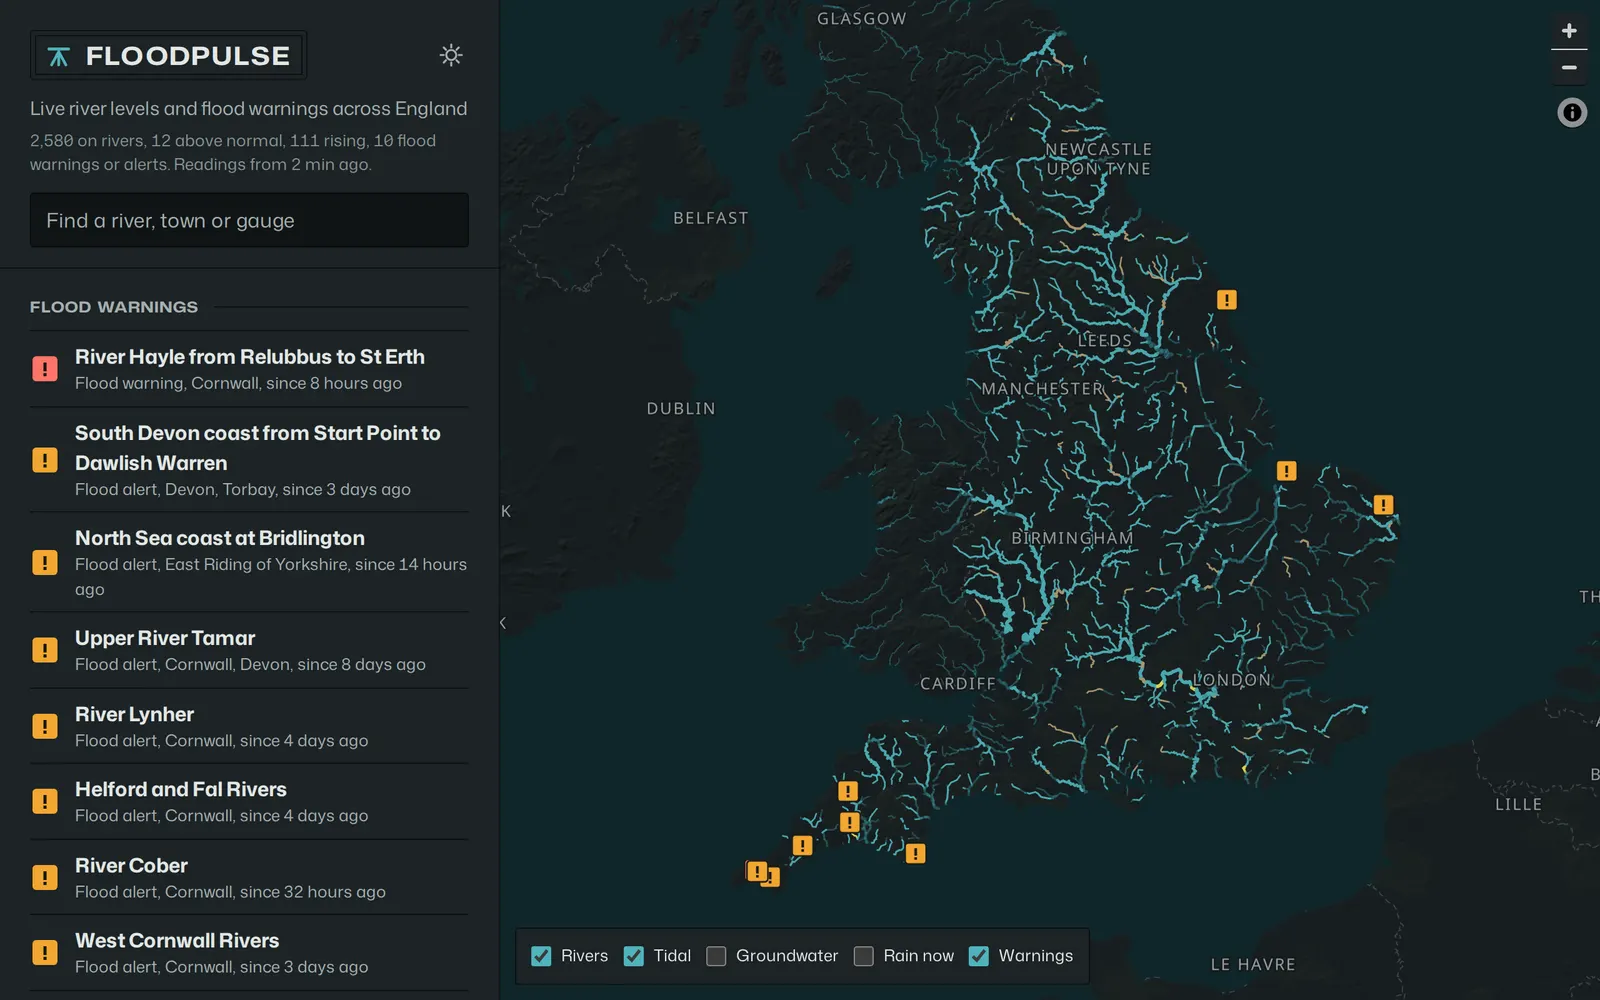 FLOODPULSE
Live river levels and flood warnings across England
2,580 on rivers, 12 above normal, 111 rising, 10 flood
warnings or alerts. Readings from 2 min ago.
Find a river, town or gauge
FLOOD WARNINGS
River Hayle from Relubbus to St Erth
Flood warning, Cornwall, since 8 hours ago
South Devon coast from Start Point to
Dawlish Warren
Flood alert, Devon, Torbay, since 3 days ago
North Sea coast at Bridlington
Flood alert, East Riding of Yorkshire, since 14 hours
ago
Upper River Tamar
Flood alert, Cornwall, Devon, since 8 days ago
River Lynher
Flood alert, Cornwall, since 4 days ago
Helford and Fal Rivers
Flood alert, Cornwall, since 4 days ago
River Cober
Flood alert, Cornwall, since 32 hours ago
West Cornwall Rivers
Flood alert, Cornwall, since 3 days ago
GLASGOW
NEWCASTLE
UPON TYNE
BELFAST
LEEDS
MANCHESTER
DUBLIN
K
BIRMINGHAM
TH
K
CARDIFF
LONDON
B
LILLE
LE HAVRE
Rivers
Tidal
Groundwater
Rain now
Warnings